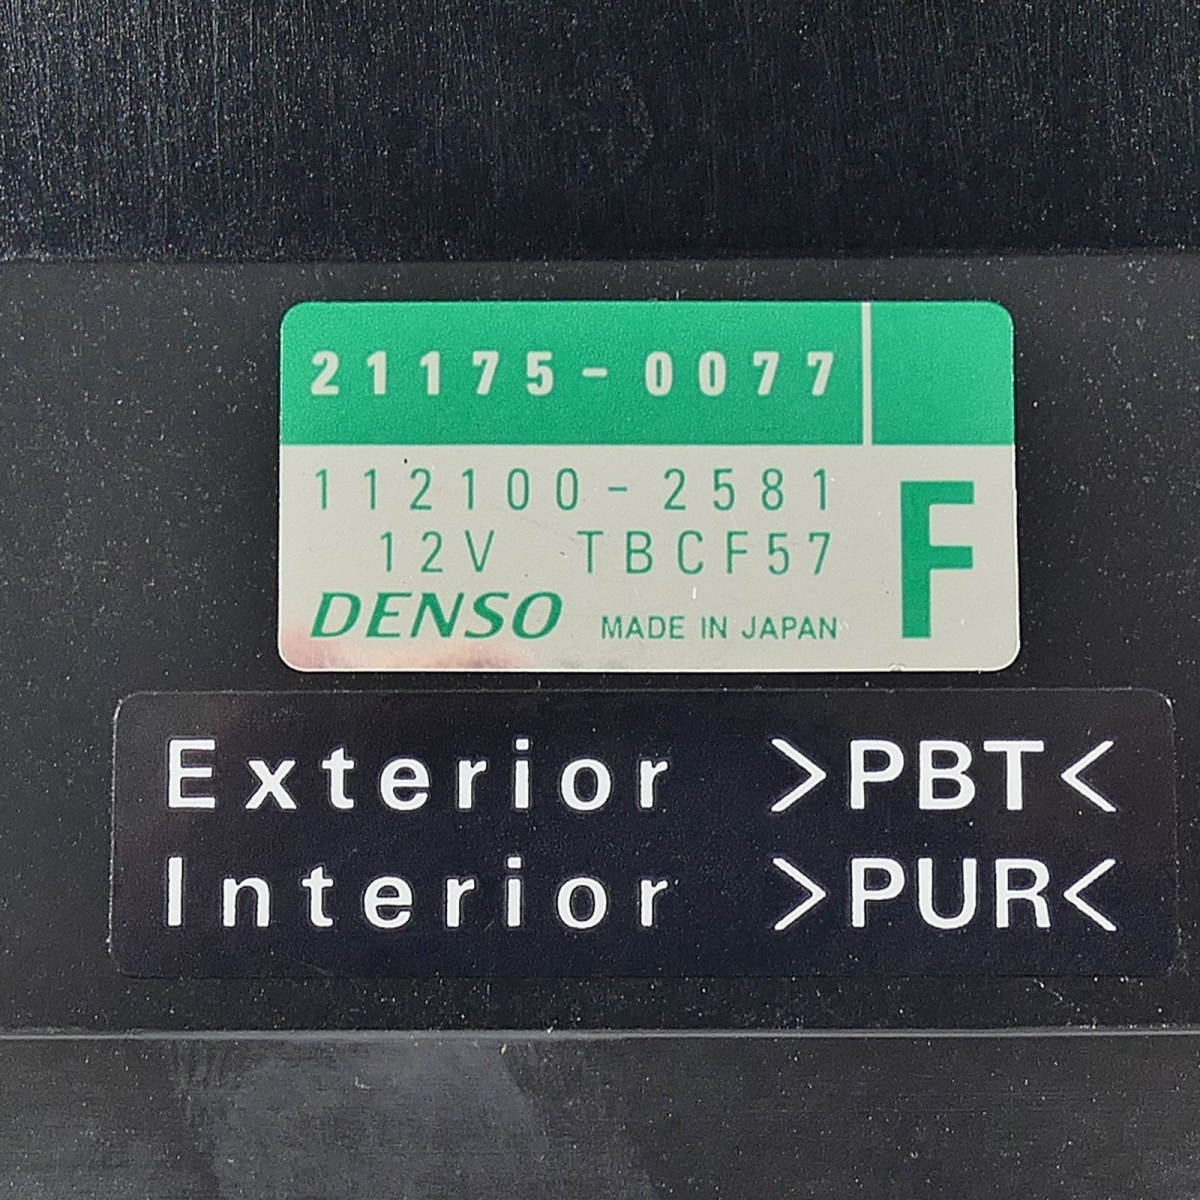 21175-0077
112100-2581
12V TBCF57
F
DENSO MADE IN JAPAN
Exterior >PBT<
Interior >PUR<